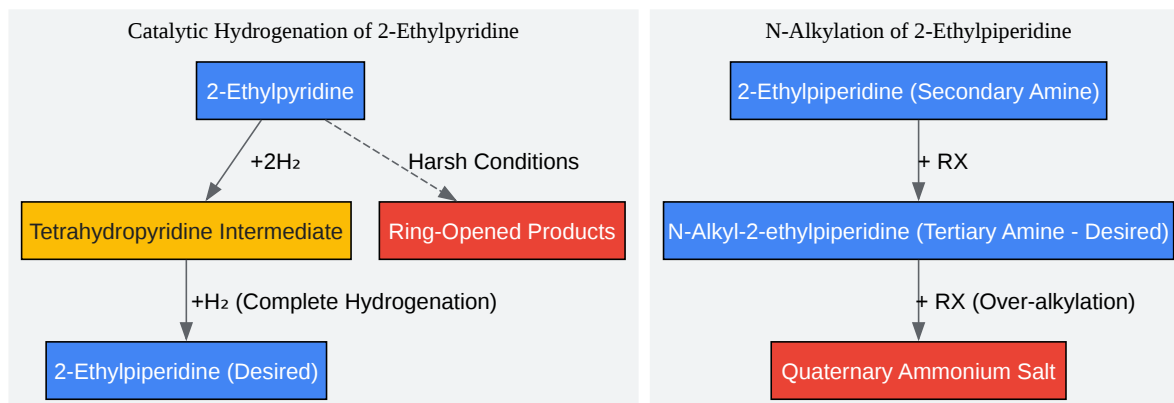 Catalytic Hydrogenation of 2-Ethylpyridine
2-Ethylpyridine
+2H₂
Harsh Conditions
Tetrahydropyridine Intermediate
Ring-Opened Products
+H₂ (Complete Hydrogenation)
2-Ethylpiperidine (Desired)
N-Alkylation of 2-Ethylpiperidine
2-Ethylpiperidine (Secondary Amine)
+ RX
N-Alkyl-2-ethylpiperidine (Tertiary Amine - Desired)
+ RX (Over-alkylation)
Quaternary Ammonium Salt